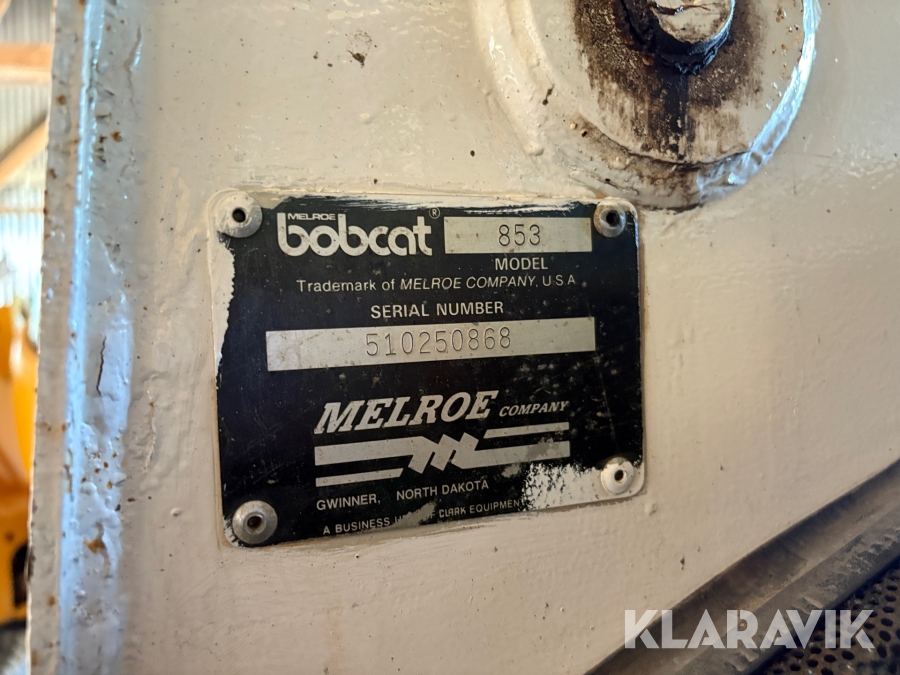 MELROE
bobcat® 853
MODEL
Trademark of MELROE COMPANY, U.S.A
SERIAL NUMBER
510250868
MELROE COMPANY
GWINNER, NORTH DAKOTA
A BUSINESS OF CLARK EQUIPMENT
KLARAVIK